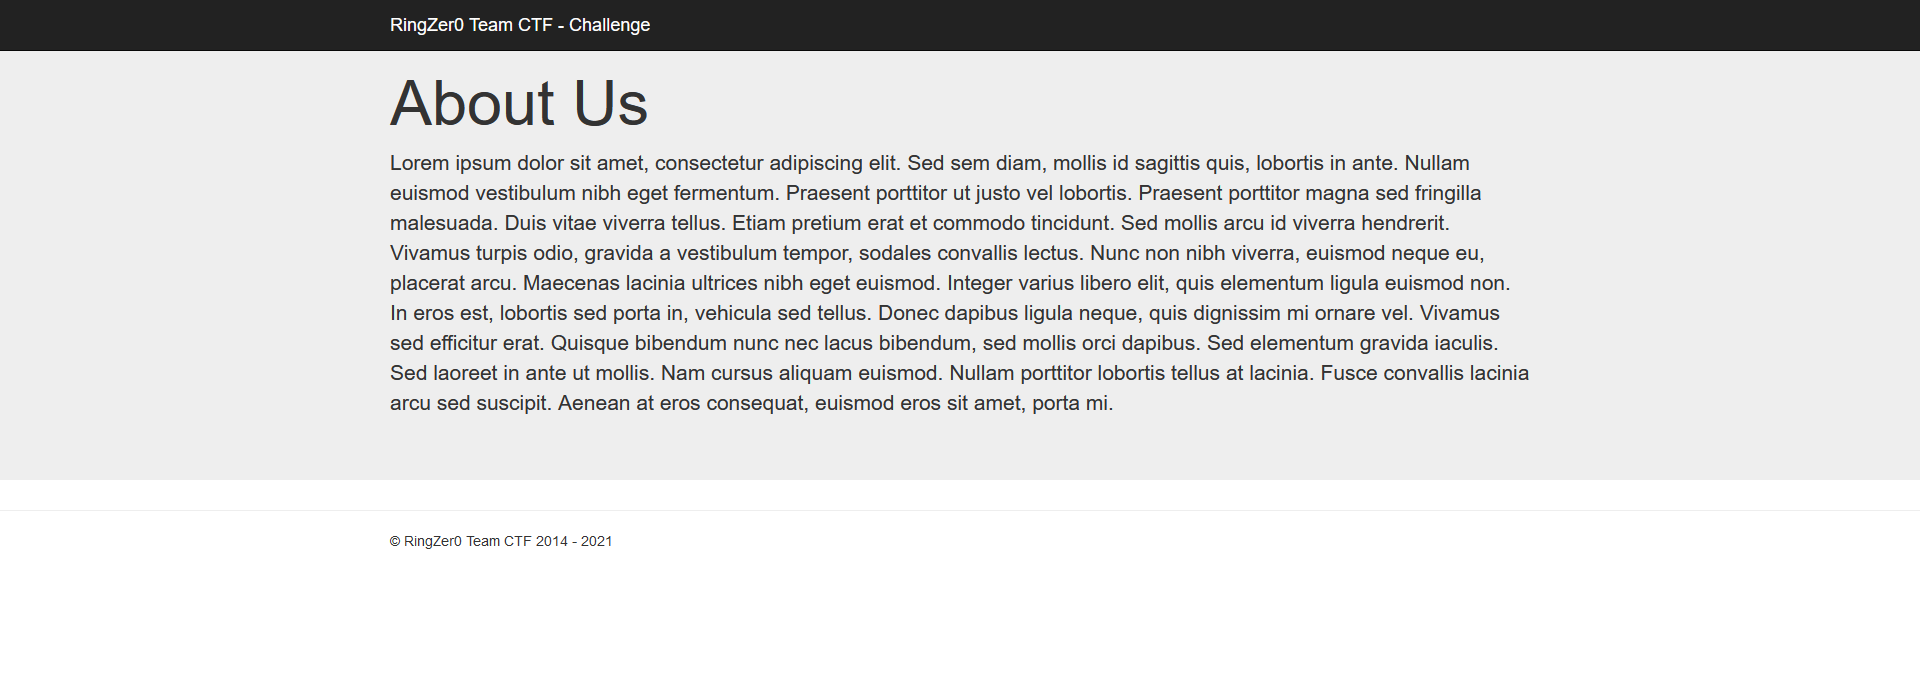 RingZer0 Team CTF - Challenge
About Us
Lorem ipsum dolor sit amet, consectetur adipiscing elit. Sed sem diam, mollis id sagittis quis, lobortis in ante. Nullam
euismod vestibulum nibh eget fermentum. Praesent porttitor ut justo vel lobortis. Praesent porttitor magna sed fringilla
malesuada. Duis vitae viverra tellus. Etiam pretium erat et commodo tincidunt. Sed mollis arcu id viverra hendrerit.
Vivamus turpis odio, gravida a vestibulum tempor, sodales convallis lectus. Nunc non nibh viverra, euismod neque eu,
placerat arcu. Maecenas lacinia ultrices nibh eget euismod. Integer varius libero elit, quis elementum ligula euismod non.
In eros est, lobortis sed porta in, vehicula sed tellus. Donec dapibus ligula neque, quis dignissim mi ornare vel. Vivamus
sed efficitur erat. Quisque bibendum nunc nec lacus bibendum, sed mollis orci dapibus. Sed elementum gravida iaculis.
Sed laoreet in ante ut mollis. Nam cursus aliquam euismod. Nullam porttitor lobortis tellus at lacinia. Fusce convallis lacinia
arcu sed suscipit. Aenean at eros consequat, euismod eros sit amet, porta mi.
© RingZer0 Team CTF 2014 - 2021